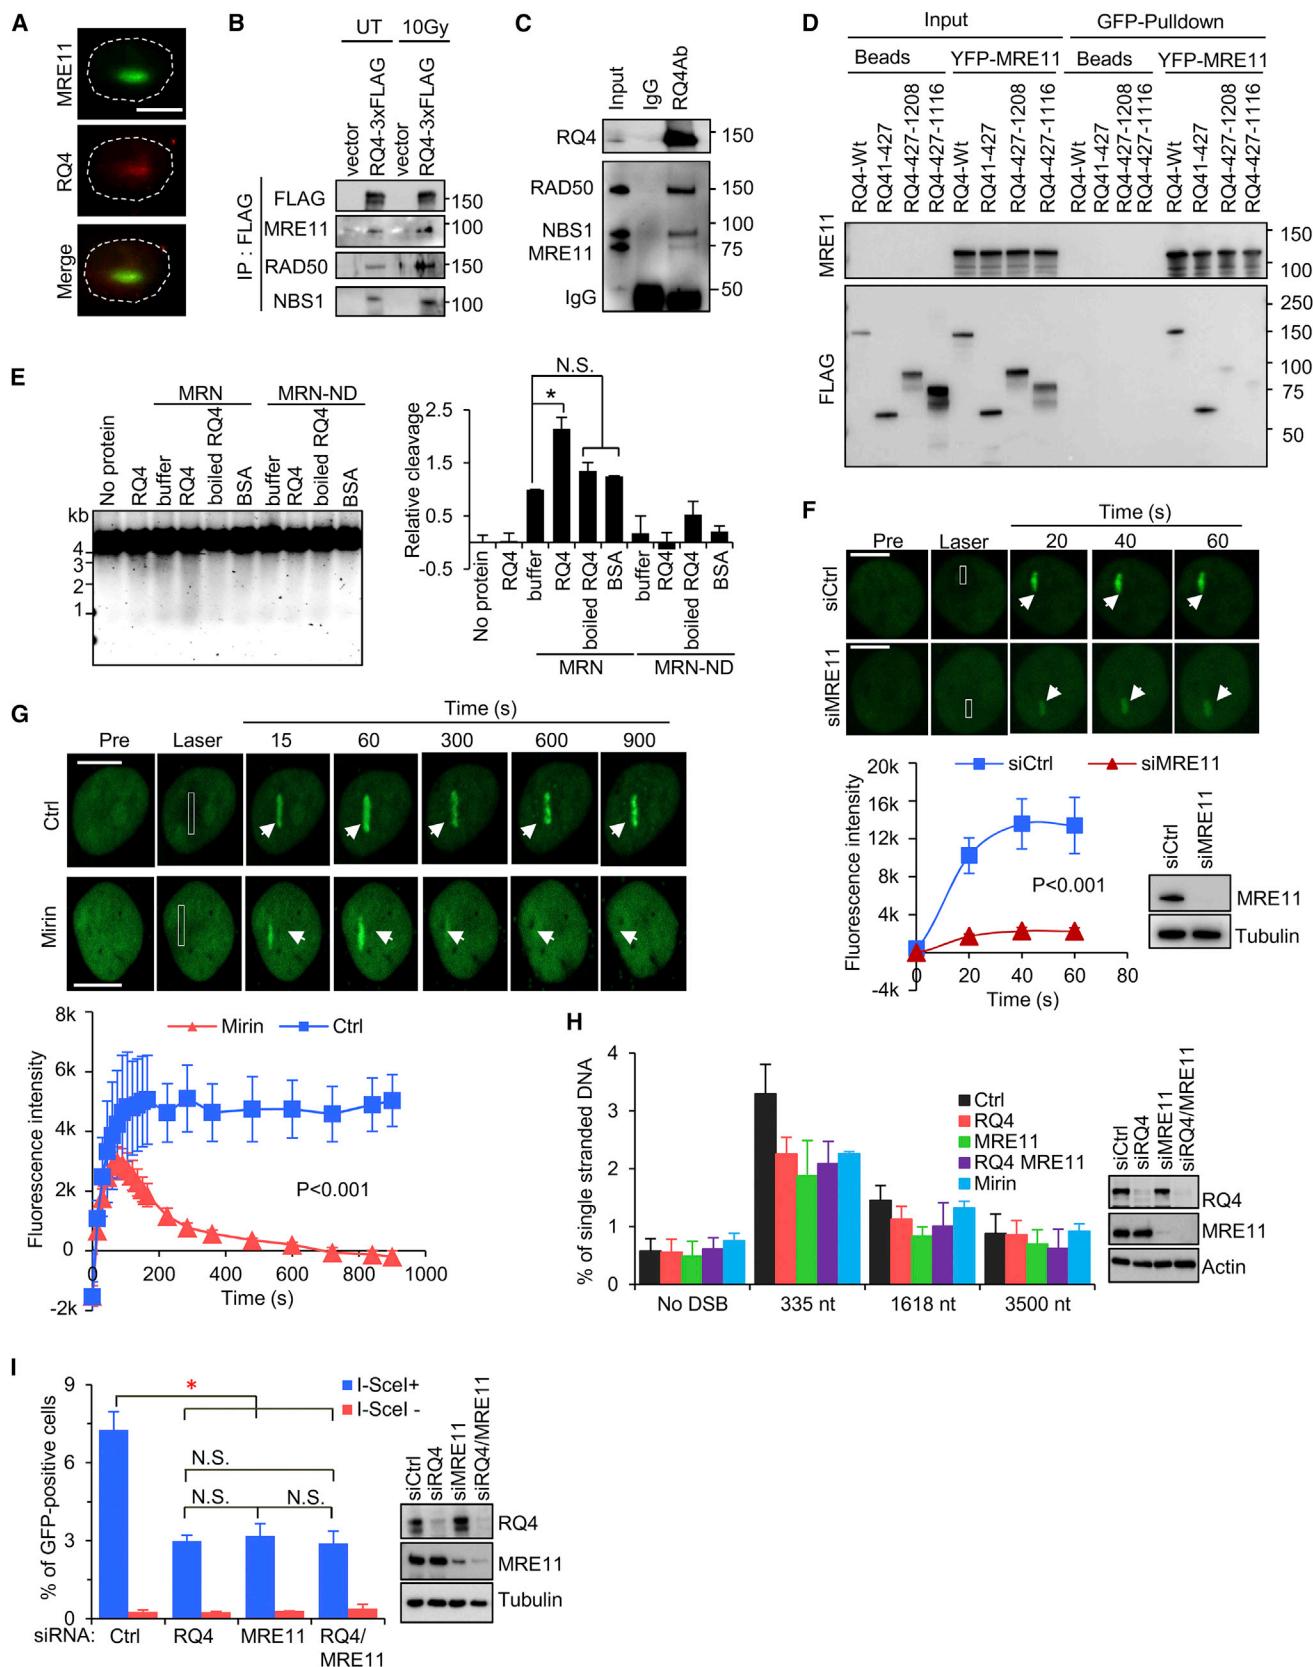 A
MRE11
RQ4
Merge
B
UT
10Gy
vector
RQ4-3xFLAG
vector
RQ4-3xFLAG
IP : FLAG
FLAG
150
MRE11
100
RAD50
150
NBS1
100
C
Input
IgG
RQ4Ab
RQ4
150
RAD50
150
NBS1
100
MRE11
75
IgG
50
D
Input
GFP-Pulldown
Beads
YFP-MRE11
Beads
YFP-MRE11
RQ4-Wt
RQ41-427
RQ4-427-1208
RQ4-427-1116
RQ4-Wt
RQ41-427
RQ4-427-1208
RQ4-427-1116
RQ4-Wt
RQ41-427
RQ4-427-1208
RQ4-427-1116
RQ4-Wt
RQ41-427
RQ4-427-1208
RQ4-427-1116
MRE11
150
100
FLAG
250
150
100
75
50
E
MRN
MRN-ND
No protein
RQ4
buffer
RQ4
boiled RQ4
BSA
buffer
RQ4
boiled RQ4
BSA
kb
4
3
2
1
N.S.
*
Relative cleavage
2.5
1.5
0.5
-0.5
No protein
RQ4
buffer
RQ4
boiled RQ4
BSA
buffer
RQ4
boiled RQ4
BSA
MRN
MRN-ND
F
Time (s)
Pre
Laser
20
40
60
siCtrl
siMRE11
siCtrl
siMRE11
Fluorescence intensity
20k
16k
12k
8k
4k
0
-4k
20
40
60
80
Time (s)
P<0.001
siCtrl
siMRE11
MRE11
Tubulin
G
Time (s)
Pre
Laser
15
60
300
600
900
Ctrl
Mirin
Mirin
Ctrl
Fluorescence intensity
8k
6k
4k
2k
0
-2k
0
200
400
600
800
1000
Time (s)
P<0.001
H
% of single stranded DNA
4
3
2
1
0
Ctrl
RQ4
MRE11
RQ4 MRE11
Mirin
No DSB
335 nt
1618 nt
3500 nt
siCtrl
siRQ4
siMRE11
siRQ4/MRE11
RQ4
MRE11
Actin
I
% of GFP-positive cells
9
6
3
0
*
N.S.
N.S.
N.S.
I-SceI+
I-SceI -
siRNA:
Ctrl
RQ4
MRE11
RQ4/
MRE11
siCtrl
siRQ4
siMRE11
siRQ4/MRE11
RQ4
MRE11
Tubulin